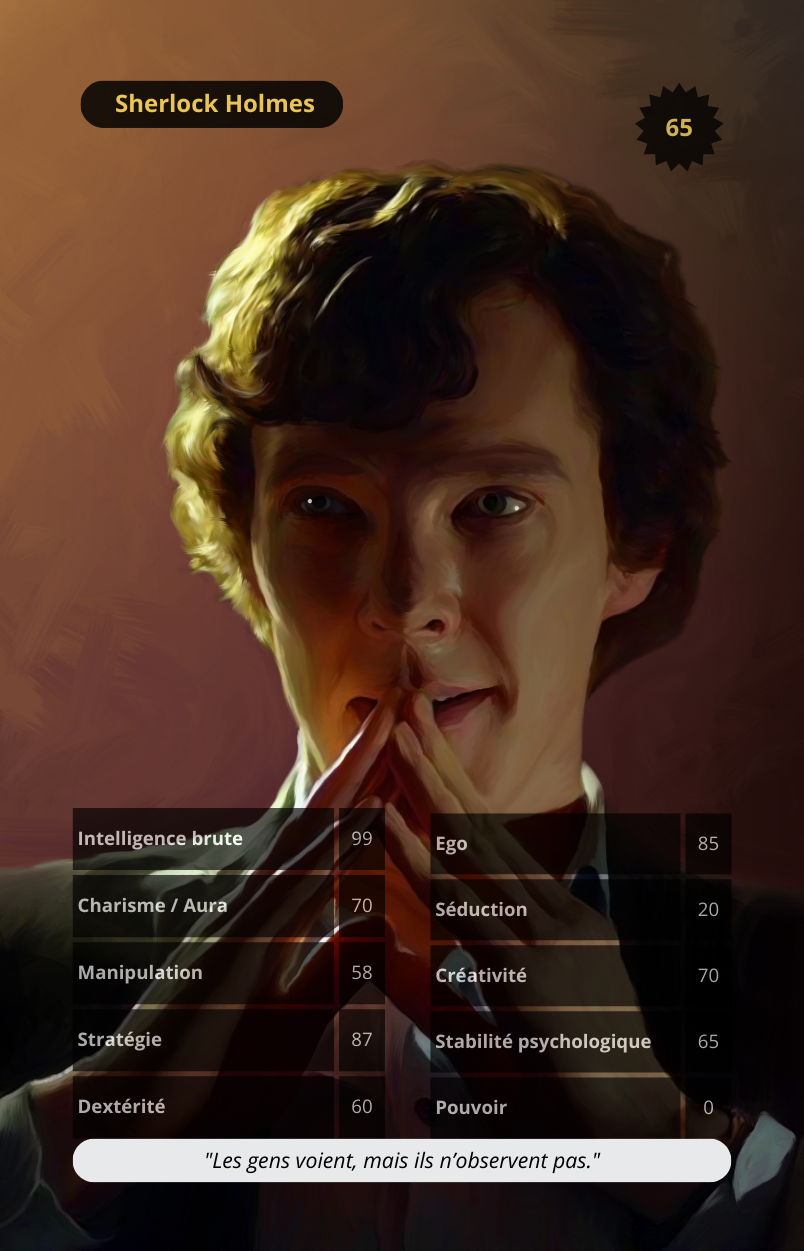 Sherlock Holmes
65
Intelligence brute 99
Charisme / Aura 70
Manipulation 58
Stratégie 87
Dextérité 60
Ego 85
Séduction 20
Créativité 70
Stabilité psychologique 65
Pouvoir 0
"Les gens voient, mais ils n’observent pas."